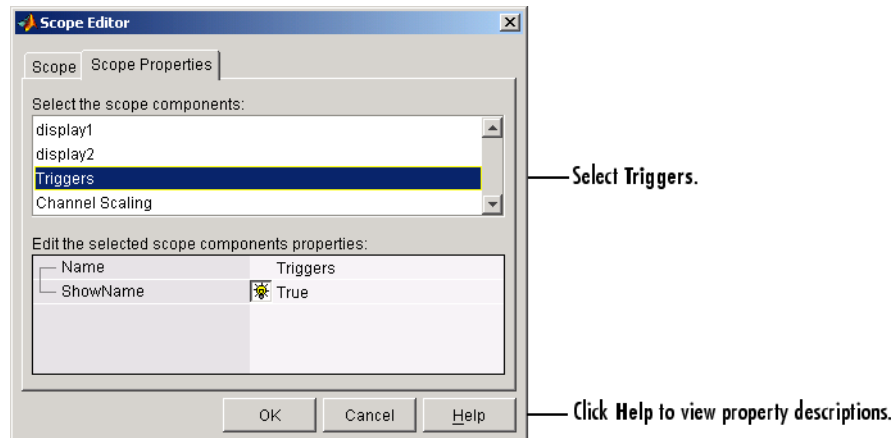 Scope Editor
Scope
Scope Properties
Select the scope components:
display1
display2
Triggers
Channel Scaling
Select Triggers.
Edit the selected scope components properties:
Name Triggers
ShowName True
OK Cancel Help
Click Help to view property descriptions.